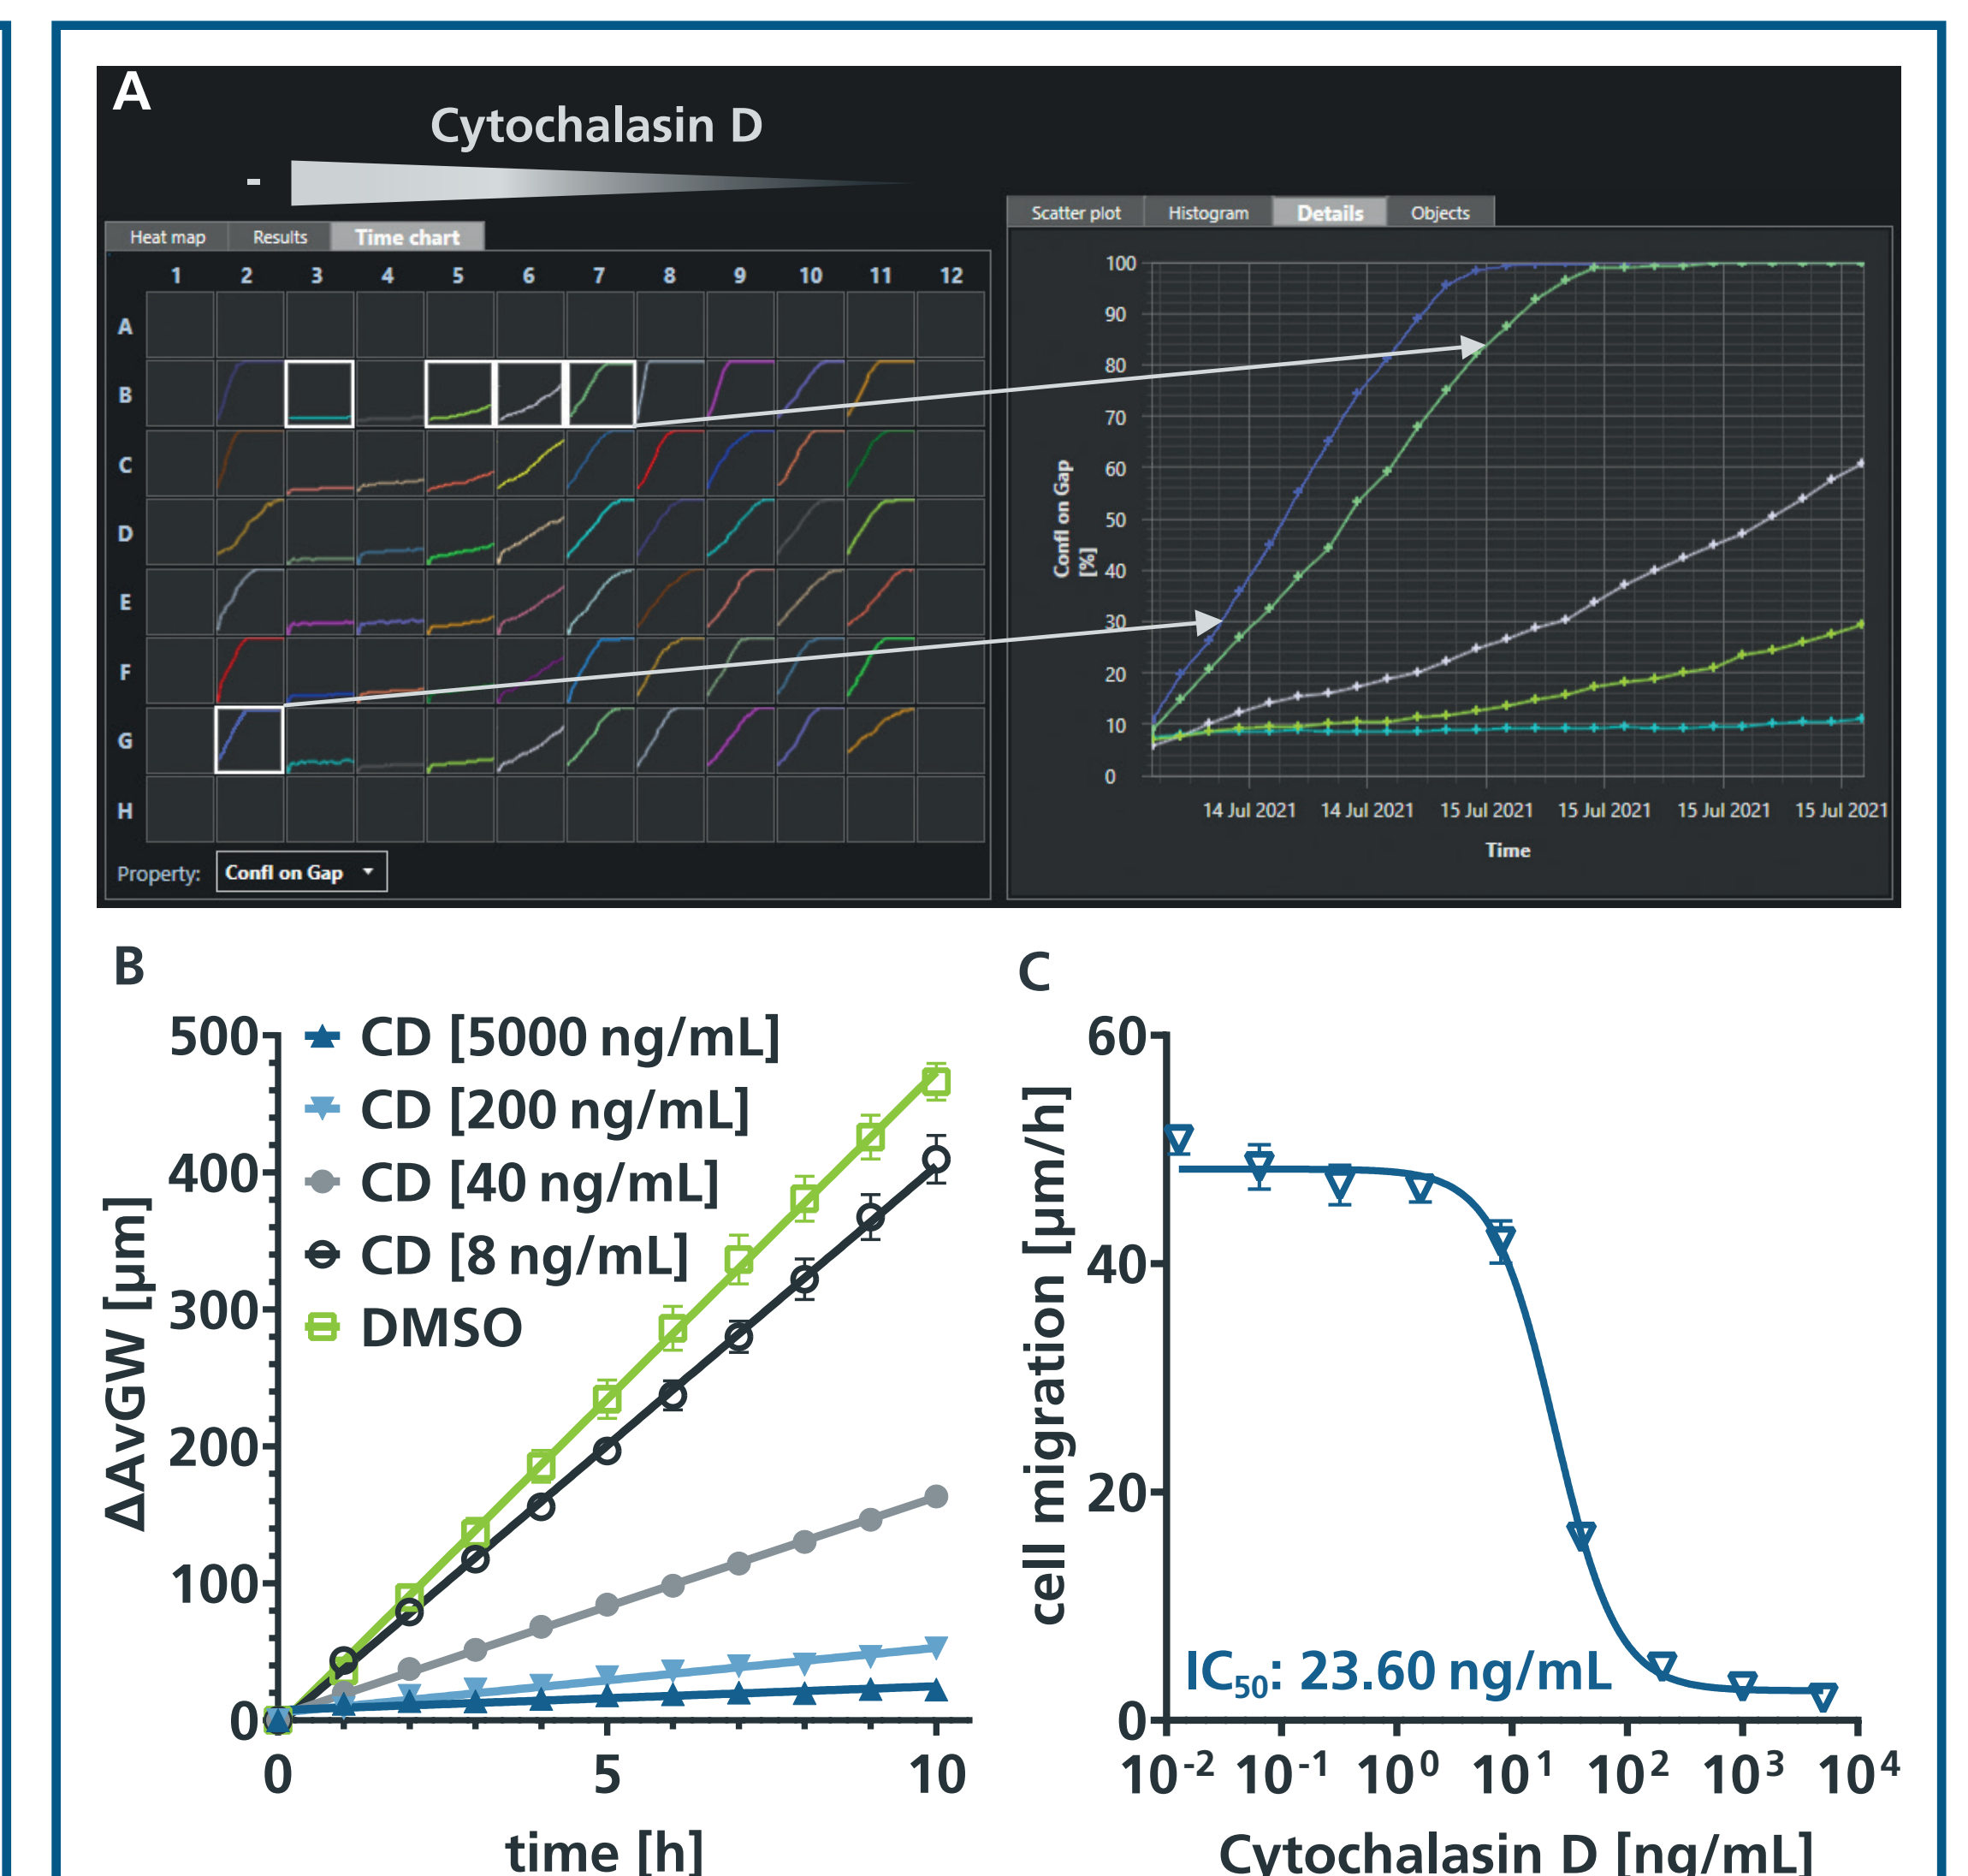 A
Cytochalasin D
-
Heat map Results Time chart
1 2 3 4 5 6 7 8 9 10 11 12
A
B
C
D
E
F
G
H
Property: Confl on Gap
Scatter plot Histogram Details Objects
100
90
80
70
60
50
40
30
20
10
0
Confl on Gap
[%]
14 Jul 2021 14 Jul 2021 15 Jul 2021 15 Jul 2021 15 Jul 2021 15 Jul 2021
Time
B
500
400
300
200
100
0
ΔAvGW [µm]
CD [5000 ng/mL]
CD [200 ng/mL]
CD [40 ng/mL]
CD [8 ng/mL]
DMSO
0 5 10
time [h]
C
60
40
20
0
cell migration [µm/h]
IC50: 23.60 ng/mL
10-2 10-1 100 101 102 103 104
Cytochalasin D [ng/mL]